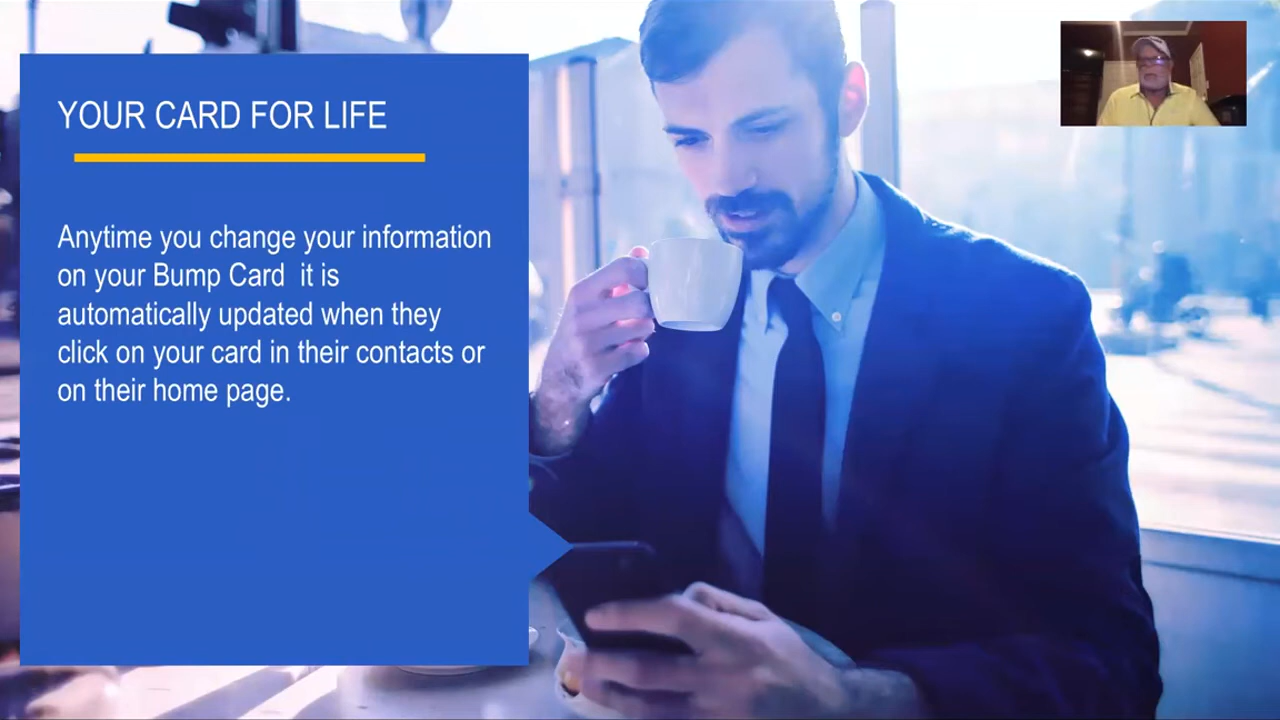 YOUR CARD FOR LIFE
Anytime you change your information
on your Bump Card  it is
automatically updated when they
click on your card in their contacts or
on their home page.